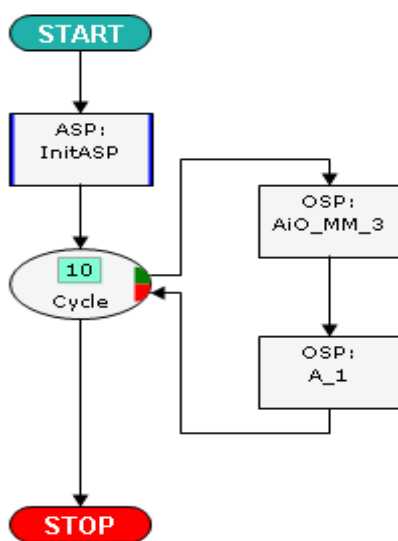 START
ASP:
InitASP
10
Cycle
OSP:
AiO_MM_3
OSP:
A_1
STOP